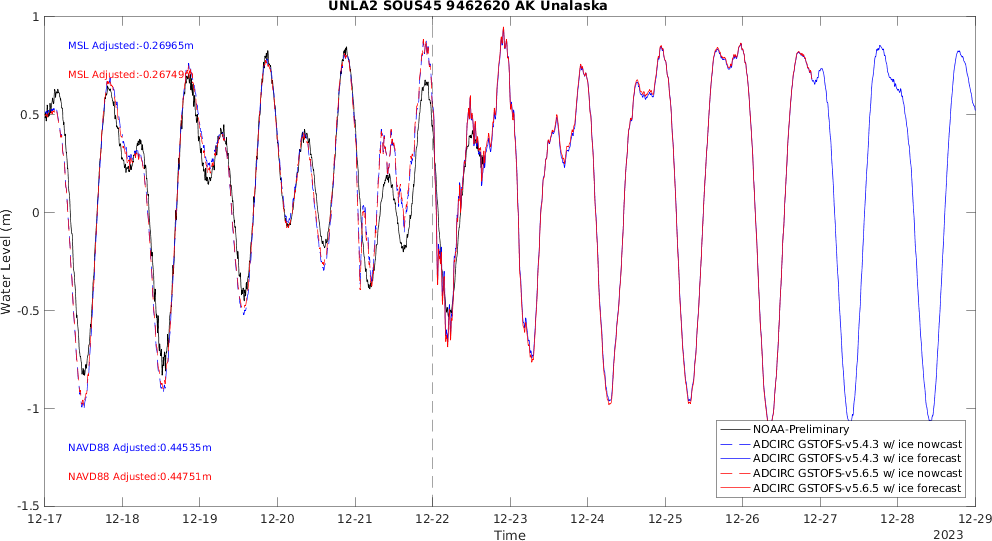 UNLA2 SOUS45 9462620 AK Unalaska
1
MSL Adjusted:-0.26965m
MSL Adjusted:-0.26749m
0.5
0
Water Level (m)
-0.5
-1
NAVD88 Adjusted:0.44535m
NAVD88 Adjusted:0.44751m
NOAA-Preliminary
ADCIRC GSTOFS-v5.4.3 w/ ice nowcast
ADCIRC GSTOFS-v5.4.3 w/ ice forecast
ADCIRC GSTOFS-v5.6.5 w/ ice nowcast
ADCIRC GSTOFS-v5.6.5 w/ ice forecast
-1.5
12-17 12-18 12-19 12-20 12-21 12-22 12-23 12-24 12-25 12-26 12-27 12-28 12-29
Time
2023